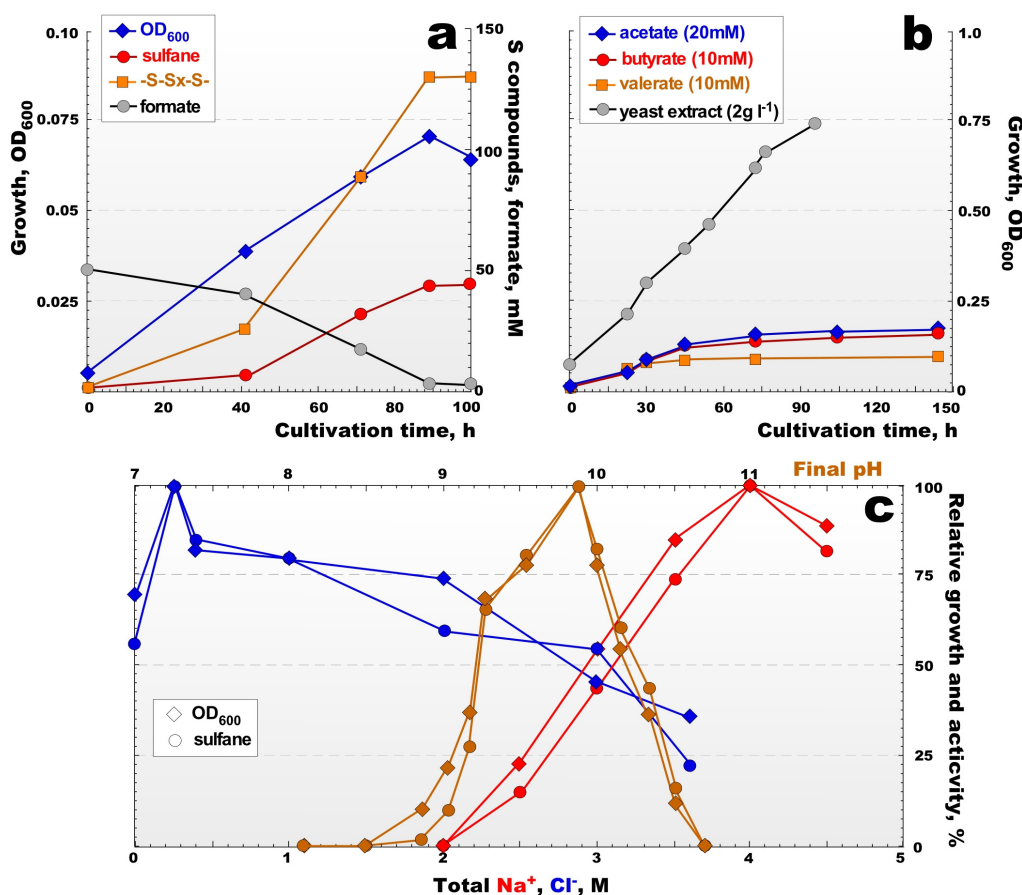 a
OD600
sulfane
-S-Sx-S-
formate
Growth, OD600
0.10
0.075
0.05
0.025
0
20
40
60
80
100
Cultivation time, h
150
100
50
0
S compounds, formate, mM
b
acetate (20mM)
butyrate (10mM)
valerate (10mM)
yeast extract (2g l-1)
1.0
0.75
0.50
0.25
0
Growth, OD600
0
30
60
90
120
150
Cultivation time, h
c
7
8
9
10
11
Final pH
100
75
50
25
0
Relative growth and acticvity, %
OD600
sulfane
0
1
2
3
4
5
Total Na+, Cl-, M